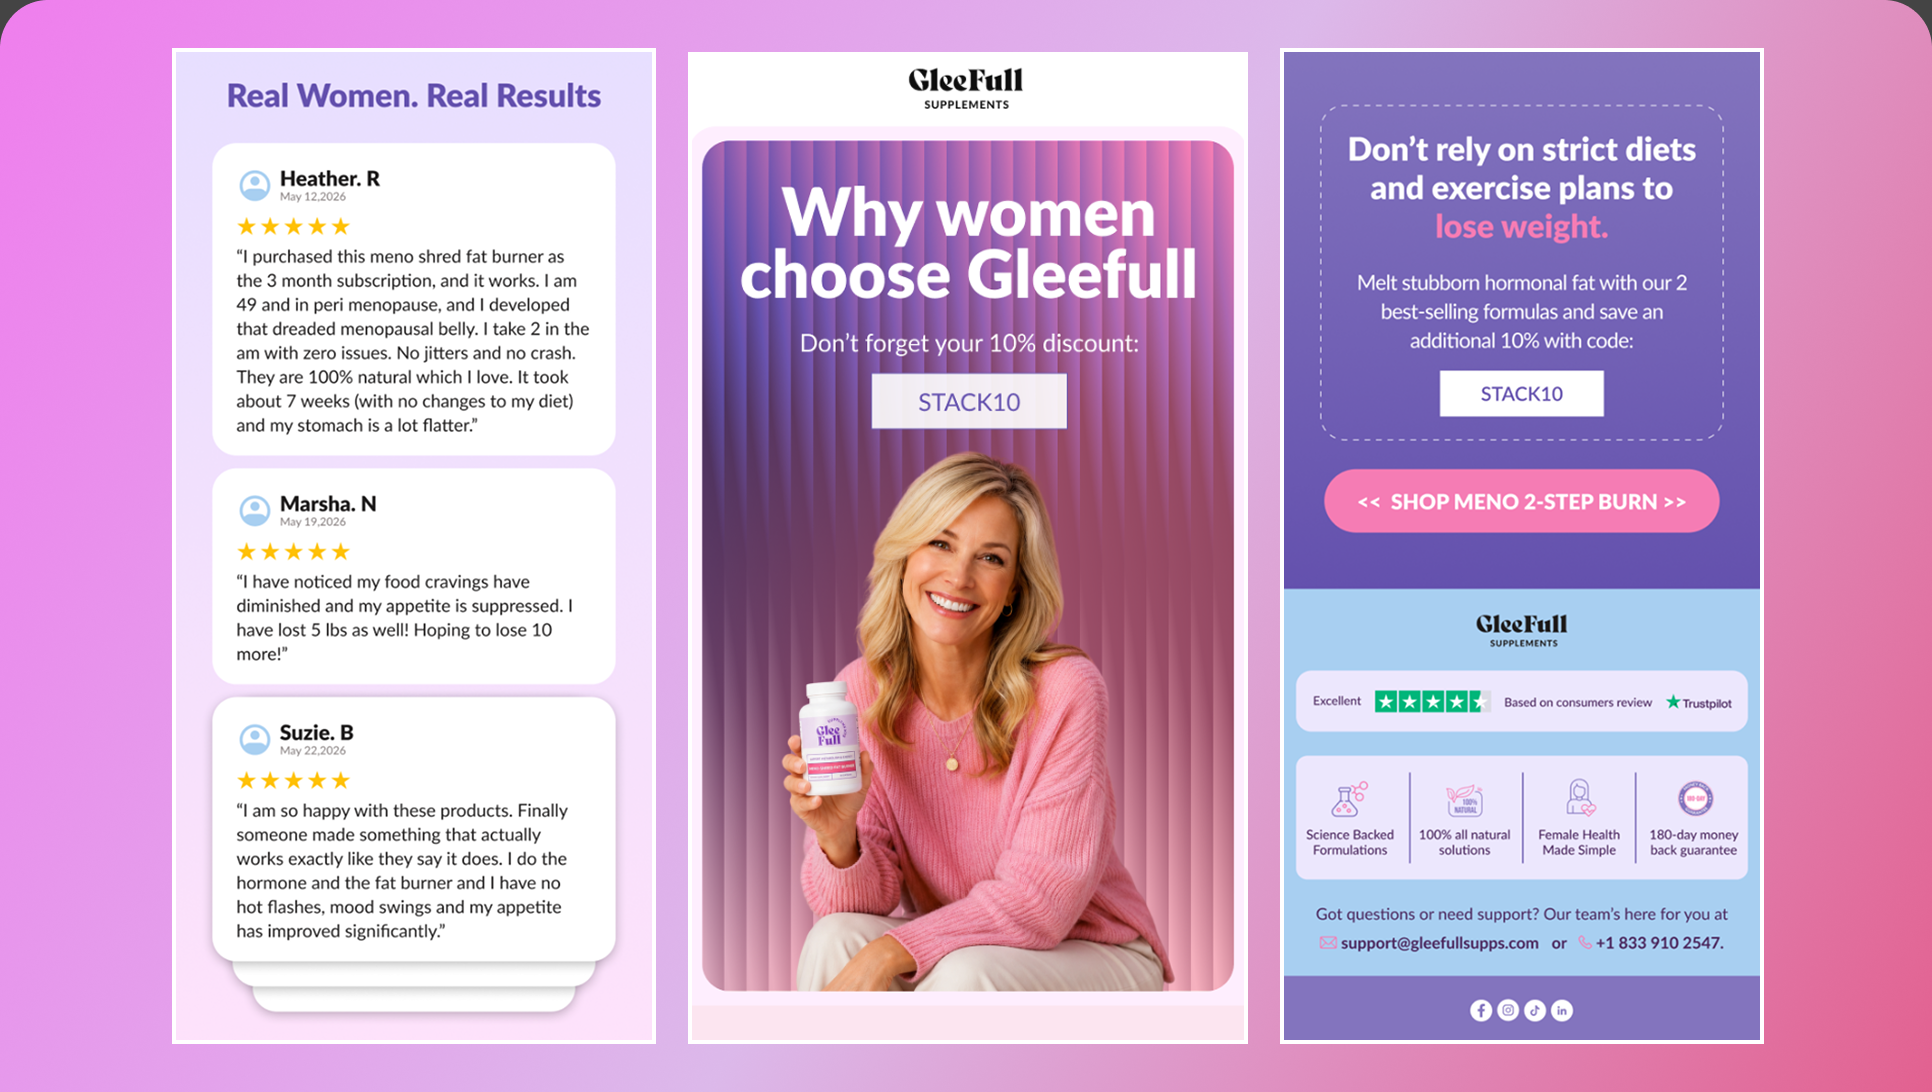 Real Women. Real Results
Heather. R
May 12,2026
“I purchased this meno shred fat burner as
the 3 month subscription, and it works. I am
49 and in peri menopause, and I developed
that dreaded menopausal belly. I take 2 in the
am with zero issues. No jitters and no crash.
They are 100% natural which I love. It took
about 7 weeks (with no changes to my diet)
and my stomach is a lot flatter.”
Marsha. N
May 19,2026
“I have noticed my food cravings have
diminished and my appetite is suppressed. I
have lost 5 lbs as well! Hoping to lose 10
more!”
Suzie. B
May 22,2026
“I am so happy with these products. Finally
someone made something that actually
works exactly like they say it does. I do the
hormone and the fat burner and I have no
hot flashes, mood swings and my appetite
has improved significantly.”
GleeFull
SUPPLEMENTS
Why women
choose Gleefull
Don’t forget your 10% discount:
STACK10
Glee
Full
Don’t rely on strict diets
and exercise plans to
lose weight.
Melt stubborn hormonal fat with our 2
best-selling formulas and save an
additional 10% with code:
STACK10
<< SHOP MENO 2-STEP BURN >>
GleeFull
SUPPLEMENTS
Excellent
Based on consumers review
Trustpilot
100%
NATURAL
Science Backed
Formulations
100% all natural
solutions
Female Health
Made Simple
180-day money
back guarantee
Got questions or need support? Our team’s here for you at
support@gleefullsupps.com or +1 833 910 2547.